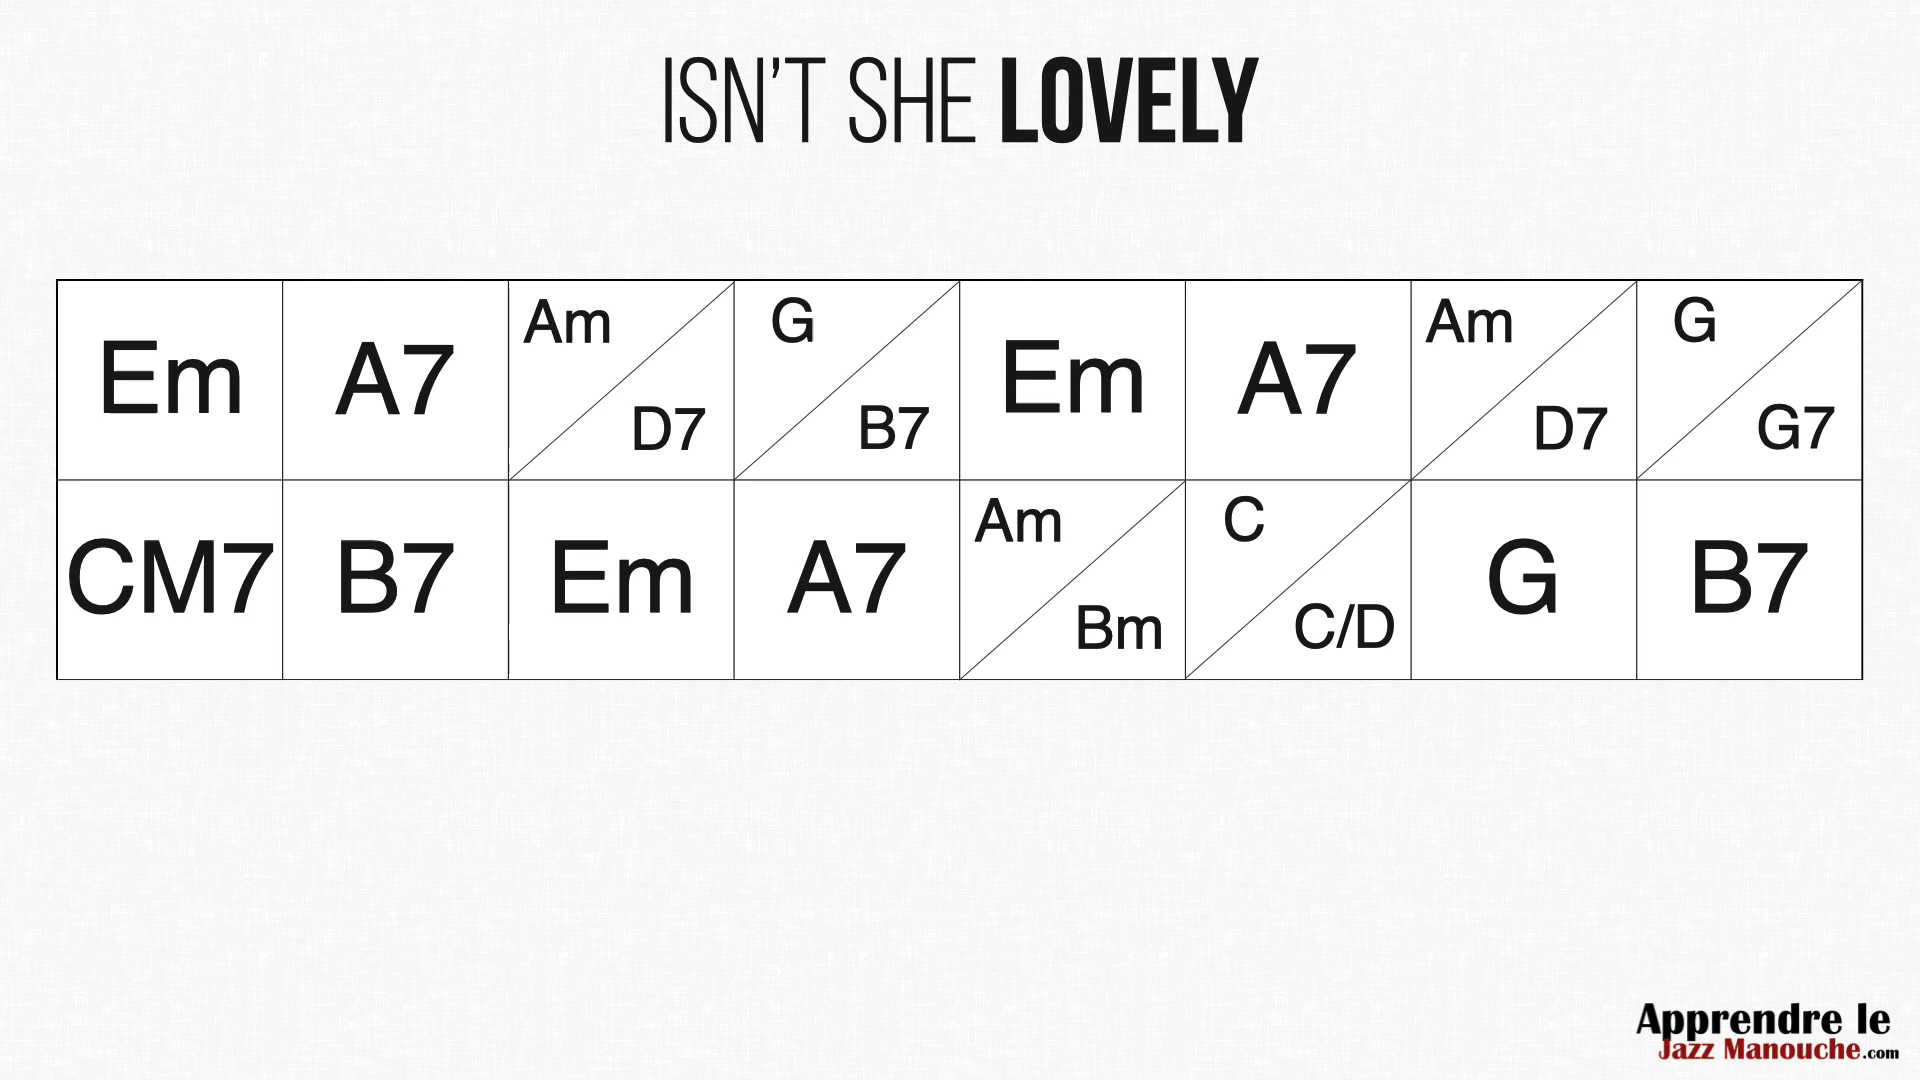 ISN'T SHE LOVELY
Em A7 Am D7 G B7 Em A7 Am D7 G G7
CM7 B7 Em A7 Am Bm C C/D G B7
Apprendre le
Jazz Manouche.com